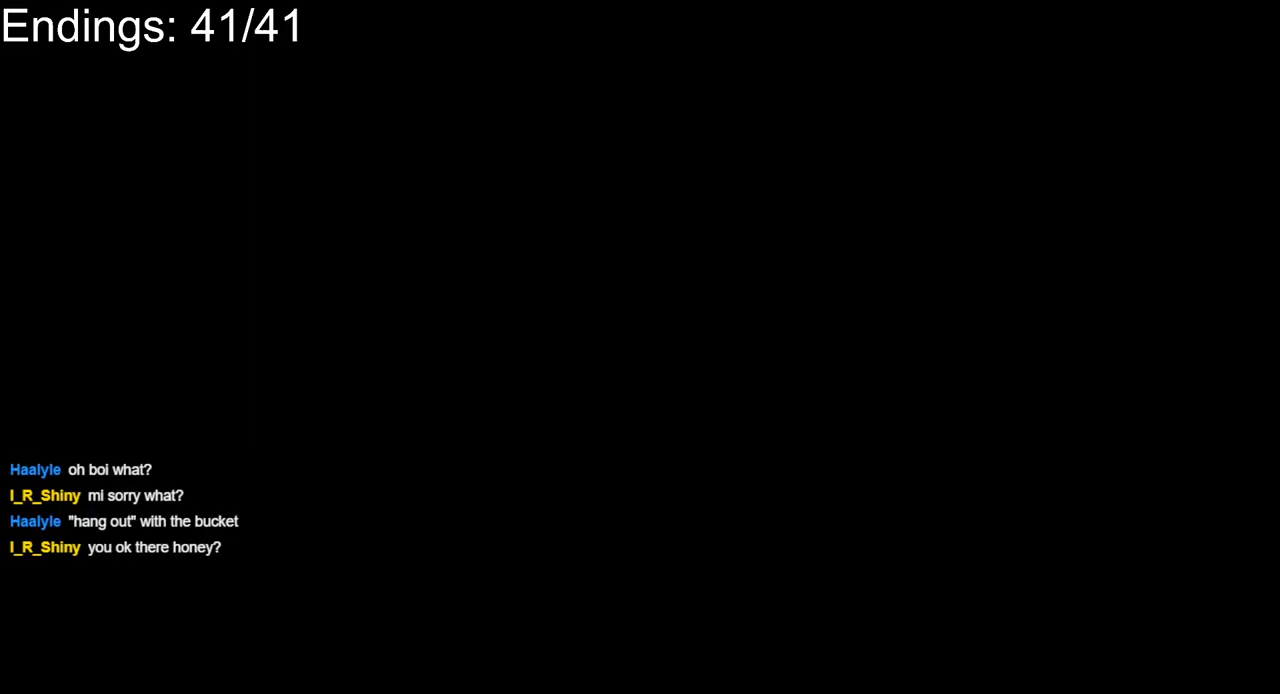 Endings: 41/41
Haalyle oh boi what?
I_R_Shiny mi sorry what?
Haalyle "hang out" with the bucket
I_R_Shiny you ok there honey?